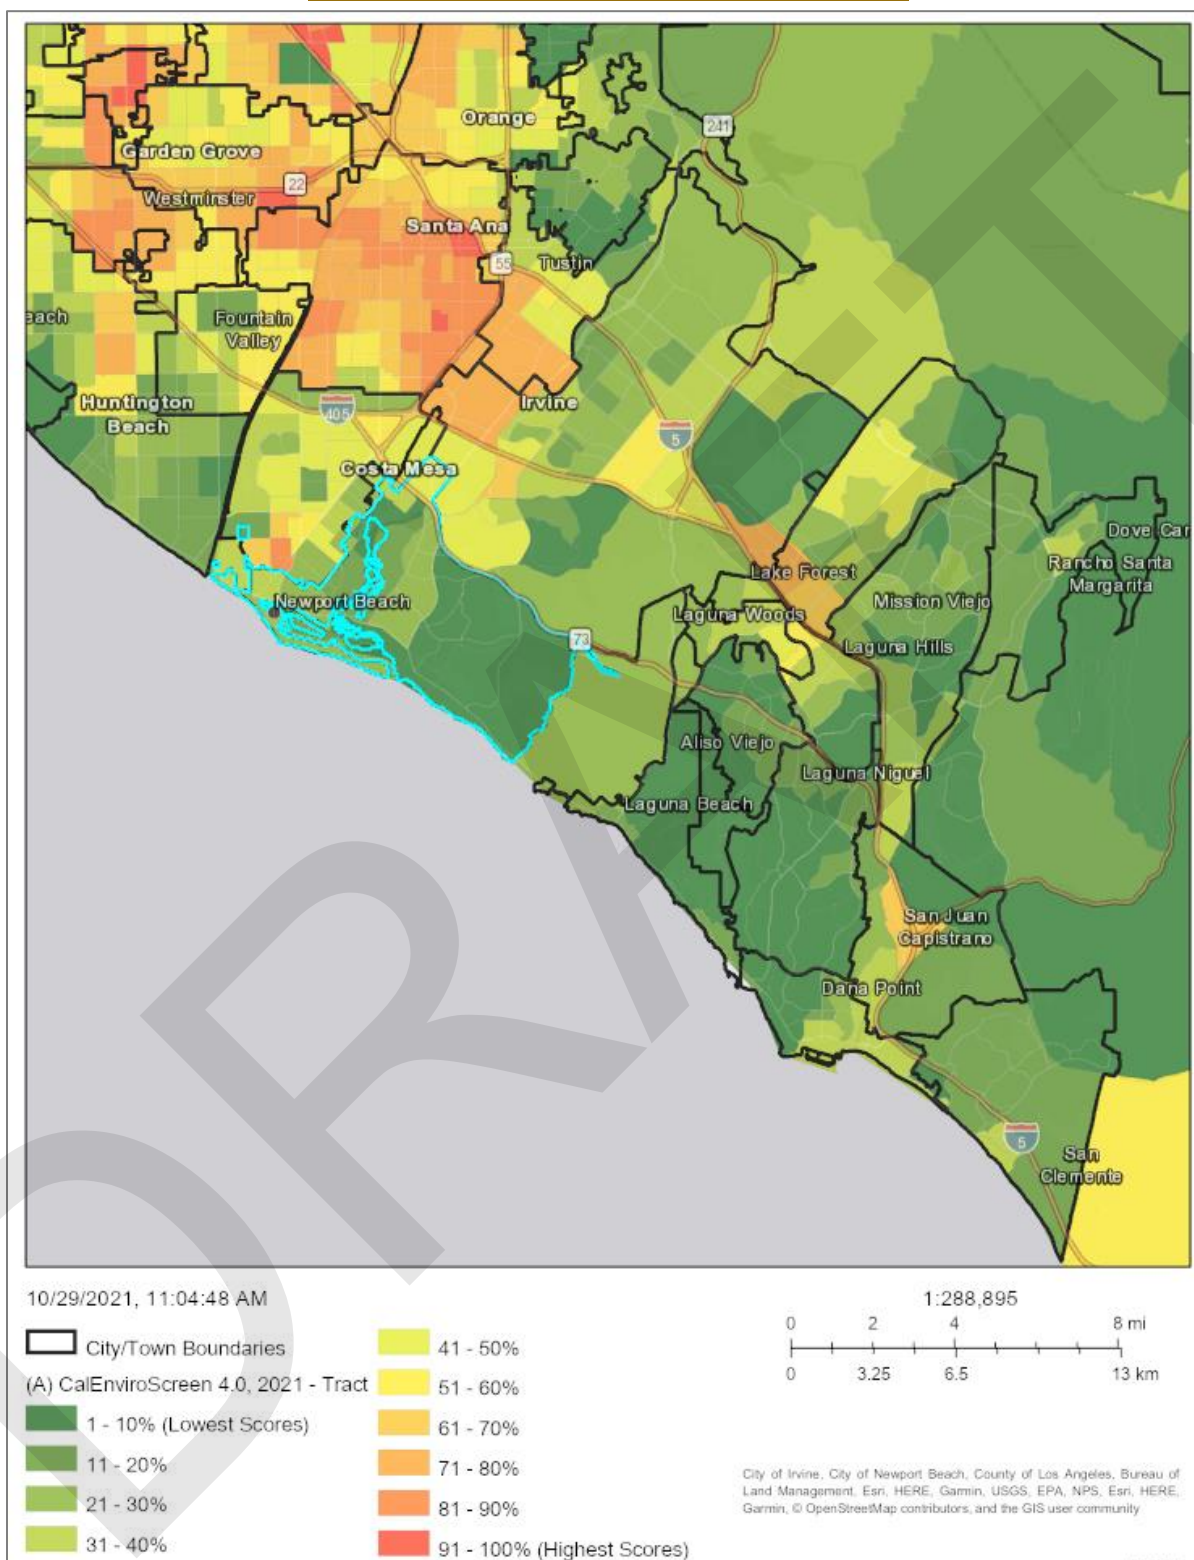 241
Orange
Garden Grove
22
Westminster
Santa Ana
55
Tustin
each
Fountain
Valley
Huntington
Beach
405
Irvine
5
Costa Mesa
Dove Can
Rancho Santa
Margarita
Lake Forest
Mission Viejo
Newport Beach
Laguna Woods
73
Laguna Hills
Aliso Viejo
Laguna Niguel
Laguna Beach
San Juan
Capistrano
Dana Point
5
San
Clemente
DRAFT
10/29/2021, 11:04:48 AM
City/Town Boundaries
(A) CalEnviroScreen 4.0, 2021 - Tract
1 - 10% (Lowest Scores)
11 - 20%
21 - 30%
31 - 40%
41 - 50%
51 - 60%
61 - 70%
71 - 80%
81 - 90%
91 - 100% (Highest Scores)
1:288,895
0 2 4 8 mi
0 3.25 6.5 13 km
City of Irvine, City of Newport Beach, County of Los Angeles, Bureau of
Land Management, Esri, HERE, Garmin, USGS, EPA, NPS, Esri, HERE,
Garmin, © OpenStreetMap contributors, and the GIS user community